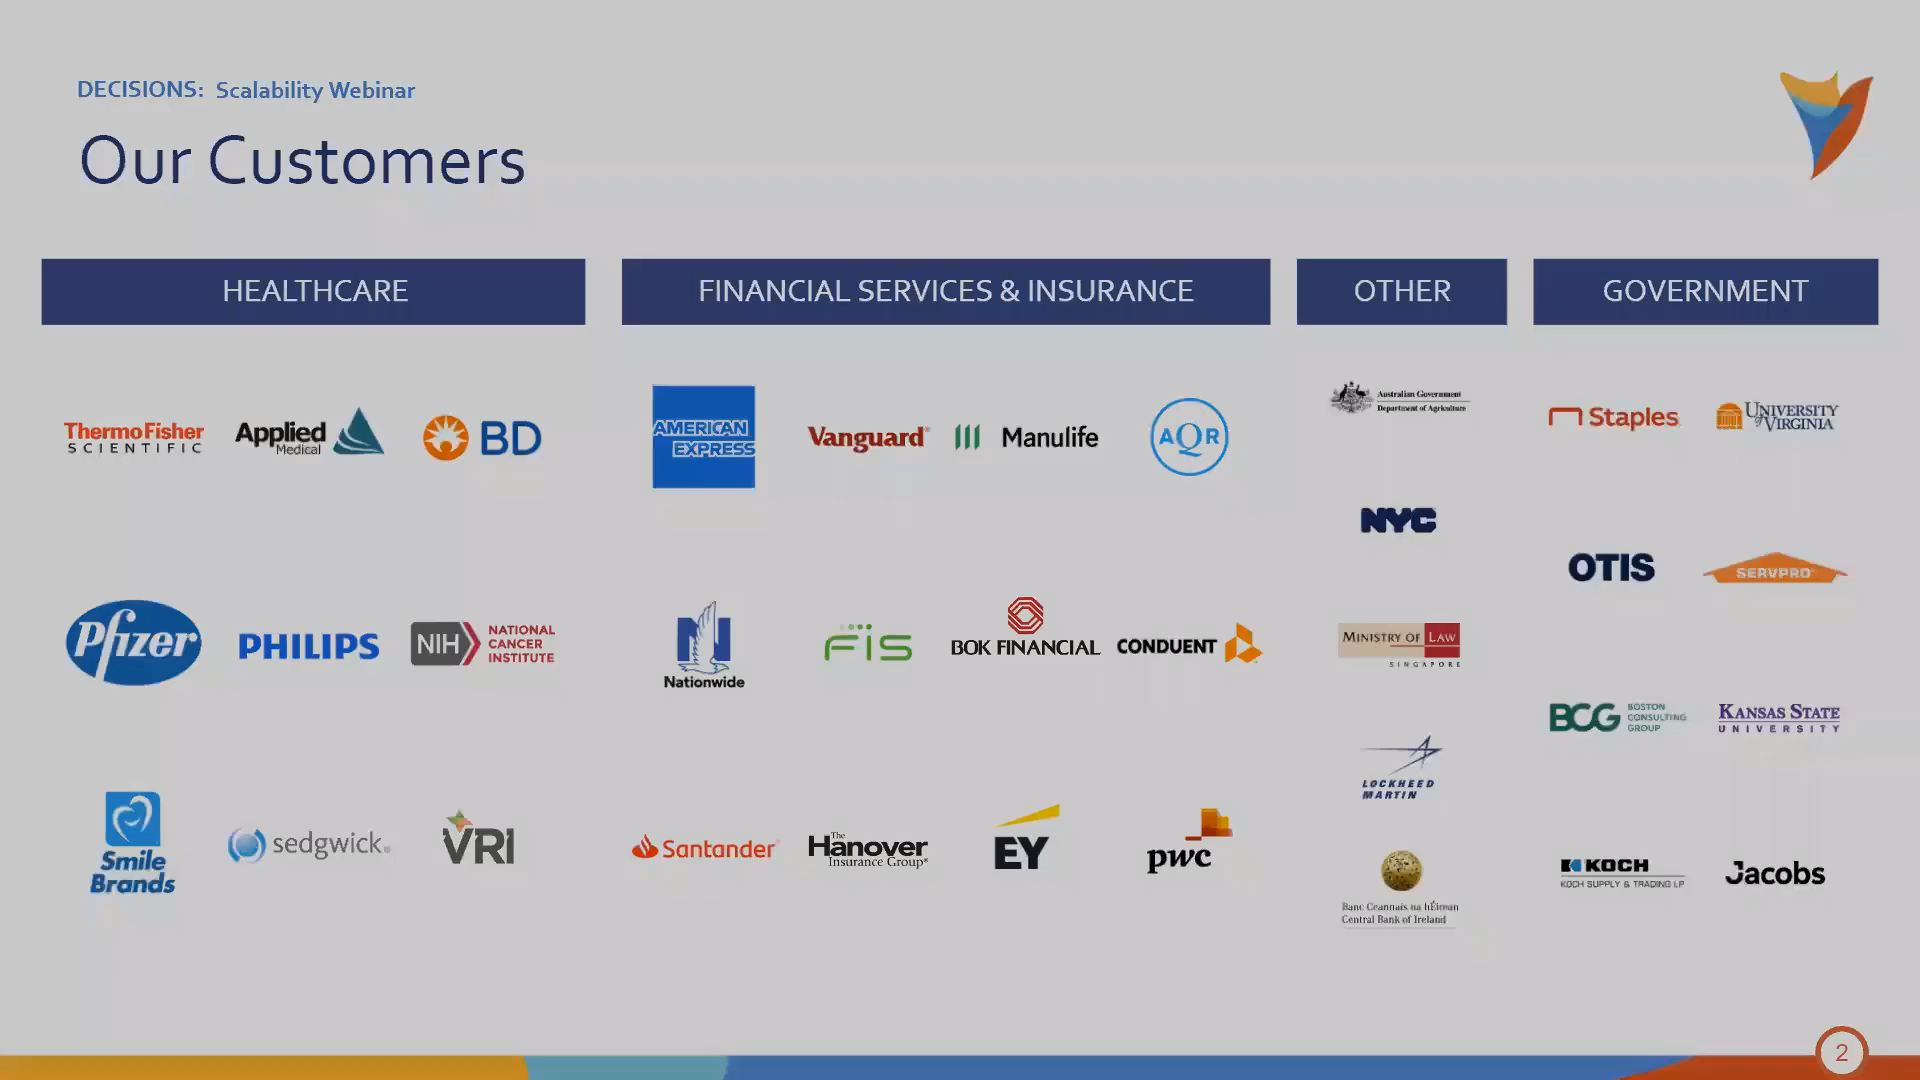 DECISIONS: Scalability Webinar
Our Customers
HEALTHCARE
FINANCIAL SERVICES & INSURANCE
OTHER
GOVERNMENT
ThermoFisher
SCIENTIFIC
Applied
Medical
BD
AMERICAN
EXPRESS
Vanguard®
Manulife
AQR
Australian Government
Department of Agriculture
Staples
UNIVERSITY
of VIRGINIA
NYC
OTIS
SERVPRO®
Pfizer
PHILIPS
NIH
NATIONAL
CANCER
INSTITUTE
Nationwide
FIS
BOK FINANCIAL
CONDUENT
MINISTRY OF LAW
SINGAPORE
BCG
BOSTON
CONSULTING
GROUP
KANSAS STATE
UNIVERSITY
LOCKHEED
MARTIN
Smile
Brands
sedgwick®
VRI
Santander
The
Hanover
Insurance Group®
EY
pwc
Banc Ceannais na hÉireann
Central Bank of Ireland
KOCH
KOCH SUPPLY & TRADING LP
Jacobs
2